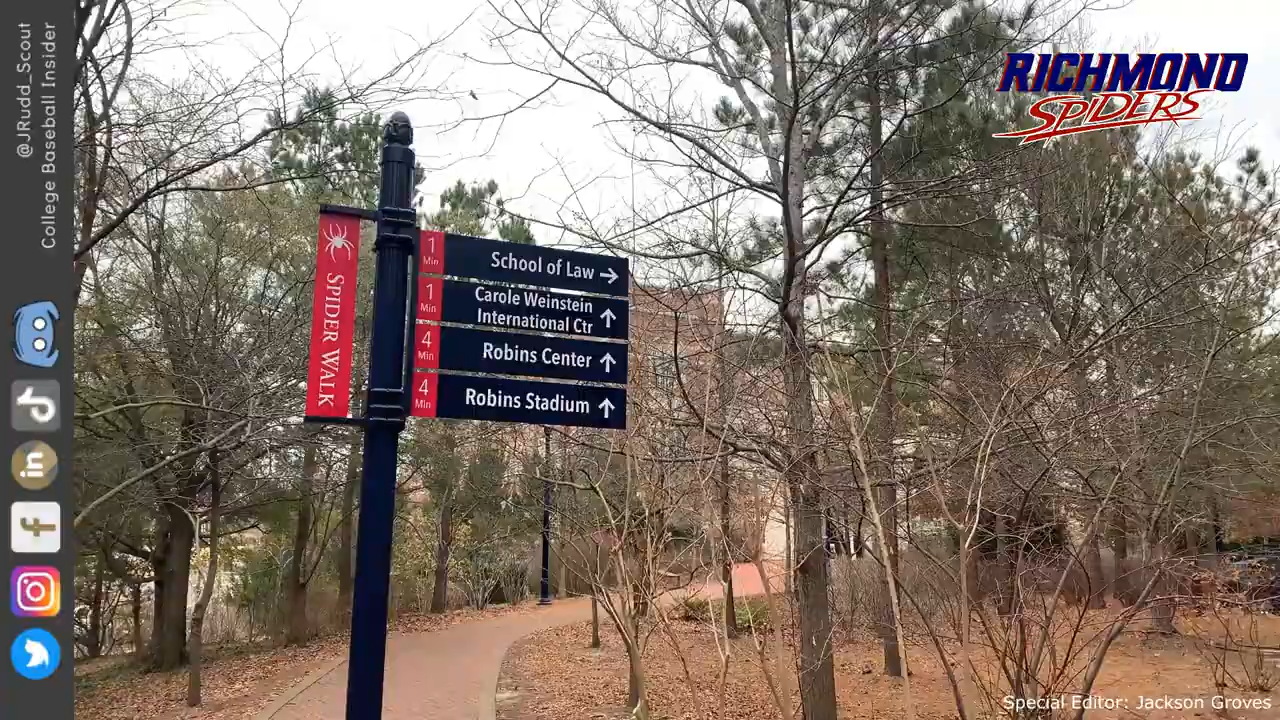 @JRudd_Scout
College Baseball Insider
RICHMOND
SPIDERS
SPIDER WALK
1
Min
School of Law →
1
Min
Carole Weinstein
International Ctr ↑
4
Min
Robins Center ↑
4
Min
Robins Stadium ↑
in
f
Special Editor: Jackson Groves